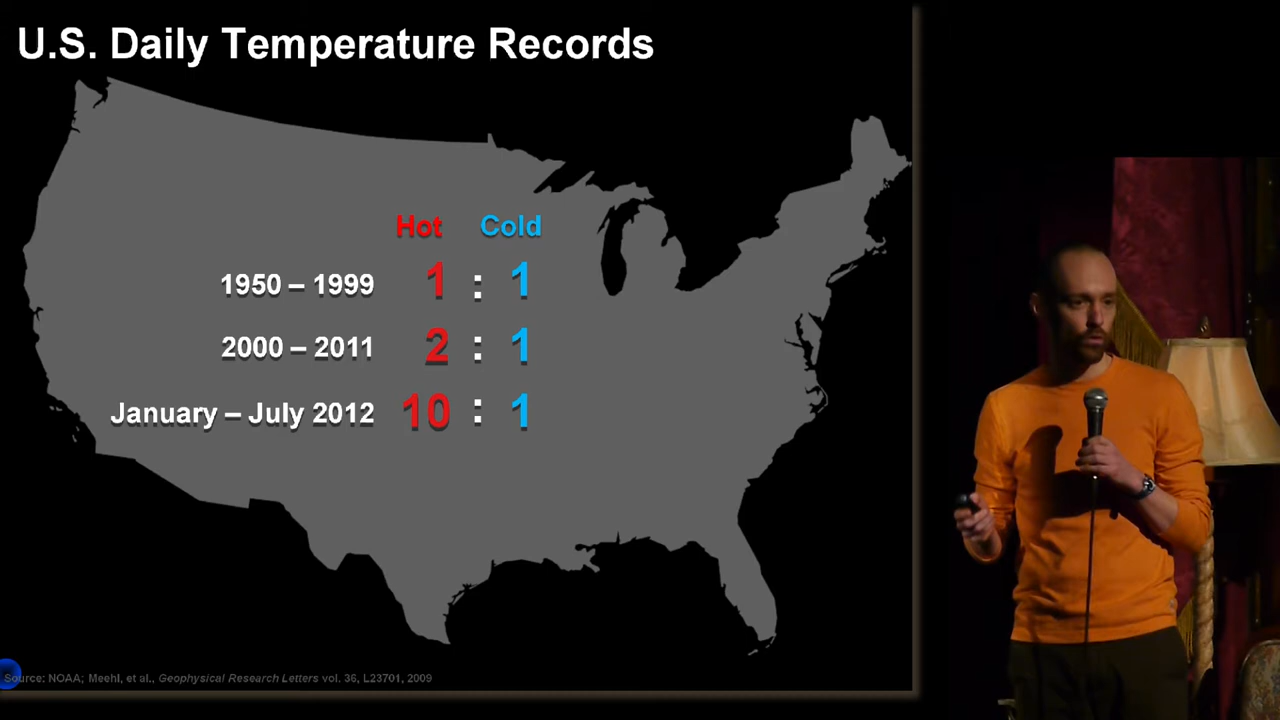 U.S. Daily Temperature Records
Hot Cold
1950 – 1999 1 : 1
2000 – 2011 2 : 1
January – July 2012 10 : 1
Source: NOAA; Meehl, et al., Geophysical Research Letters vol. 36, L23701, 2009